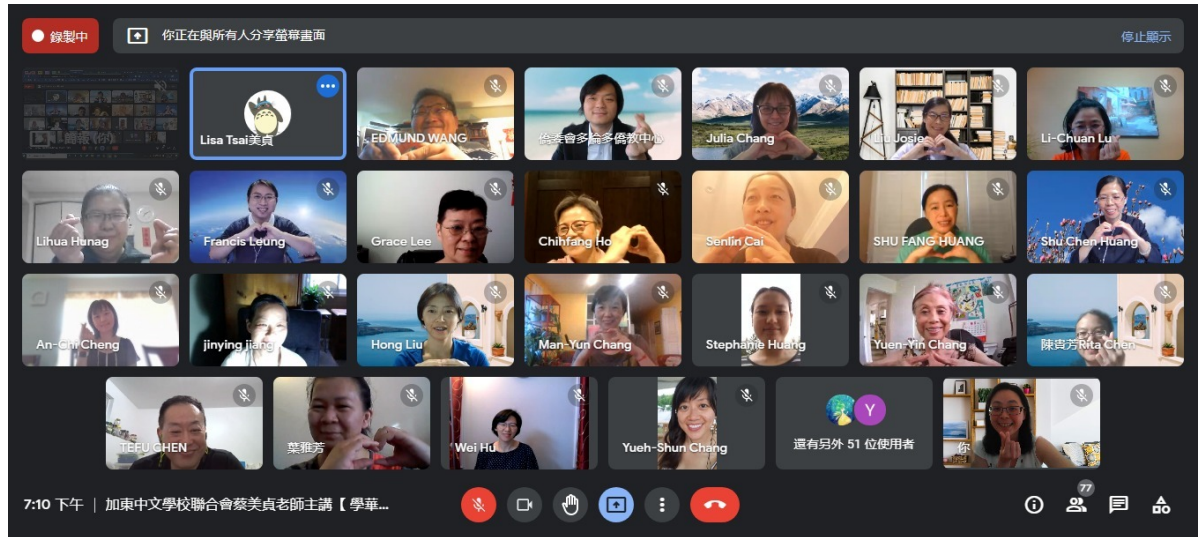 錄製中
你正在與所有人分享螢幕畫面
停止顯示
Lisa Tsai美貞
EDMUND WANG
僑委會多倫多僑教中心
Julia Chang
Liu Josie
Li-Chuan Lu
Lihua Hunag
Francis Leung
Grace Lee
Chihfang Ho
Senlin Cai
SHU FANG HUANG
Shu Chen Huang
An-Chi Cheng
jinying jiang
Hong Liu
Man-Yun Chang
Stephanie Huang
Yuen-Yin Chang
陳貴芳Rita Chen
TEFU CHEN
葉雅芳
Wei Hu
Yueh-Shun Chang
Y
還有另外 51 位使用者
你
77
7:10 下午 | 加東中文學校聯合會蔡美貞老師主講【 學華...